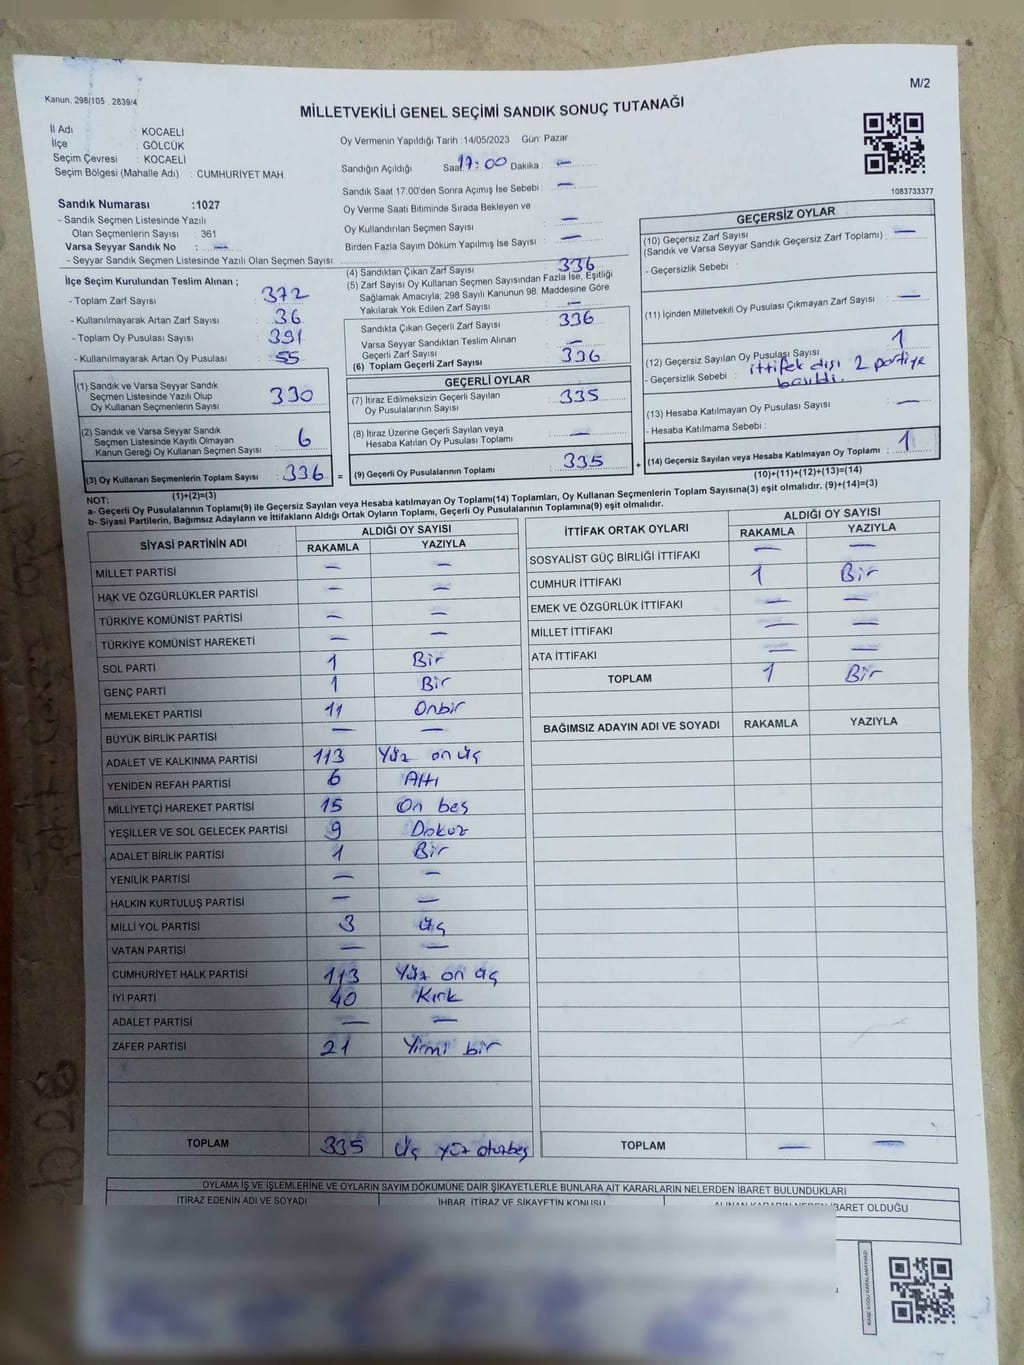 M/2
Kanun, 298/105 , 2839/4
MİLLETVEKİLİ GENEL SEÇİMİ SANDIK SONUÇ TUTANAĞI
İl Adı : KOCAELİ
İlçe : GÖLCÜK
Seçim Çevresi : KOCAELİ
Seçim Bölgesi (Mahalle Adı) : CUMHURİYET MAH
Sandık Numarası :1027
- Sandık Seçmen Listesinde Yazılı
Olan Seçmenlerin Sayısı : 361
Varsa Seyyar Sandık No : —
- Seyyar Sandık Seçmen Listesinde Yazılı Olan Seçmen Sayısı:
Oy Vermenin Yapıldığı Tarih :14/05/2023 Gün: Pazar
Sandığın Açıldığı Saat 17:00 Dakika : —
Sandık Saat 17:00'den Sonra Açımış İse Sebebi : —
Oy Verme Saati Bitiminde Sırada Bekleyen ve
Oy Kullandırılan Seçmen Sayısı : —
Birden Fazla Sayım Döküm Yapılmış İse Sayısı : —
1083733377
İlçe Seçim Kurulundan Teslim Alınan ;
- Toplam Zarf Sayısı : 372
- Kullanılmayarak Artan Zarf Sayısı : 36
- Toplam Oy Pusulası Sayısı : 391
- Kullanılmayarak Artan Oy Pusulası : 55
(1) Sandık ve Varsa Seyyar Sandık
Seçmen Listesinde Yazılı Olup
Oy Kullanan Seçmenlerin Sayısı : 330
(2) Sandık ve Varsa Seyyar Sandık
Seçmen Listesinde Kayıtlı Olmayan
Kanun Gereği Oy Kullanan Seçmen Sayısı : 6
(3) Oy Kullanan Seçmenlerin Toplam Sayısı : 336 =
(1)+(2)=(3)
(4) Sandıktan Çıkan Zarf Sayısı : 336
(5) Zarf Sayısı Oy Kullanan Seçmen Sayısından Fazla İse, Eşitliği
Sağlamak Amacıyla; 298 Sayılı Kanunun 98. Maddesine Göre
Yakılarak Yok Edilen Zarf Sayısı : —
Sandıkta Çıkan Geçerli Zarf Sayısı : 336
Varsa Seyyar Sandıktan Teslim Alınan
Geçerli Zarf Sayısı : —
(6) Toplam Geçerli Zarf Sayısı : 336
GEÇERLİ OYLAR
(7) İtiraz Edilmeksizin Geçerli Sayılan
Oy Pusulalarının Sayısı : 335
(8) İtiraz Üzerine Geçerli Sayılan veya
Hesaba Katılan Oy Pusulası Toplamı : —
(9) Geçerli Oy Pusulalarının Toplamı : 335 +
GEÇERSİZ OYLAR
(10) Geçersiz Zarf Sayısı
(Sandık ve Varsa Seyyar Sandık Geçersiz Zarf Toplamı) : —
- Geçersizlik Sebebi :
(11) İçinden Milletvekili Oy Pusulası Çıkmayan Zarf Sayısı : —
(12) Geçersiz Sayılan Oy Pusulası Sayısı : 1
- Geçersizlik Sebebi : ittifak dışı 2 partiye
basıldı.
(13) Hesaba Katılmayan Oy Pusulası Sayısı : —
- Hesaba Katılmama Sebebi :
(14) Geçersiz Sayılan veya Hesaba Katılmayan Oy Toplamı : 1
(10)+(11)+(12)+(13)=(14)
NOT:
a- Geçerli Oy Pusulalarının Toplamı(9) ile Geçersiz Sayılan veya Hesaba katılmayan Oy Toplamı(14) Toplamları, Oy Kullanan Seçmenlerin Toplam Sayısına(3) eşit olmalıdır. (9)+(14)=(3)
b- Siyasi Partilerin, Bağımsız Adayların ve İttifakların Aldığı Ortak Oyların Toplamı, Geçerli Oy Pusulalarının Toplamına(9) eşit olmalıdır.
SİYASİ PARTİNİN ADI ALDIĞI OY SAYISI
RAKAMLA YAZIYLA
MİLLET PARTİSİ — —
HAK VE ÖZGÜRLÜKLER PARTİSİ — —
TÜRKİYE KOMÜNİST PARTİSİ — —
TÜRKİYE KOMÜNİST HAREKETİ — —
SOL PARTİ 1 Bir
GENÇ PARTİ 1 Bir
MEMLEKET PARTİSİ 11 Onbir
BÜYÜK BİRLİK PARTİSİ — —
ADALET VE KALKINMA PARTİSİ 113 Yüz on üç
YENİDEN REFAH PARTİSİ 6 Altı
MİLLİYETÇİ HAREKET PARTİSİ 15 On beş
YEŞİLLER VE SOL GELECEK PARTİSİ 9 Dokuz
ADALET BİRLİK PARTİSİ 1 Bir
YENİLİK PARTİSİ — —
HALKIN KURTULUŞ PARTİSİ — —
MİLLİ YOL PARTİSİ 3 üç
VATAN PARTİSİ — —
CUMHURİYET HALK PARTİSİ 113 Yüz on üç
İYİ PARTİ 40 Kırk
ADALET PARTİSİ — —
ZAFER PARTİSİ 21 Yirmi bir
TOPLAM 335 Üç yüz otuzbeş
İTTİFAK ORTAK OYLARI ALDIĞI OY SAYISI
RAKAMLA YAZIYLA
SOSYALİST GÜÇ BİRLİĞİ İTTİFAKI — —
CUMHUR İTTİFAKI 1 Bir
EMEK VE ÖZGÜRLÜK İTTİFAKI — —
MİLLET İTTİFAKI — —
ATA İTTİFAKI — —
TOPLAM 1 Bir
BAĞIMSIZ ADAYIN ADI VE SOYADI RAKAMLA YAZIYLA
TOPLAM — —
OYLAMA İŞ VE İŞLEMLERİNE VE OYLARIN SAYIM DÖKÜMÜNE DAİR ŞİKAYETLERLE BUNLARA AİT KARARLARIN NELERDEN İBARET BULUNDUKLARI
İTİRAZ EDENİN ADI VE SOYADI İHBAR, İTİRAZ VE ŞİKAYETİN KONUSU ALINAN KARARIN NEDEN İBARET OLDUĞU